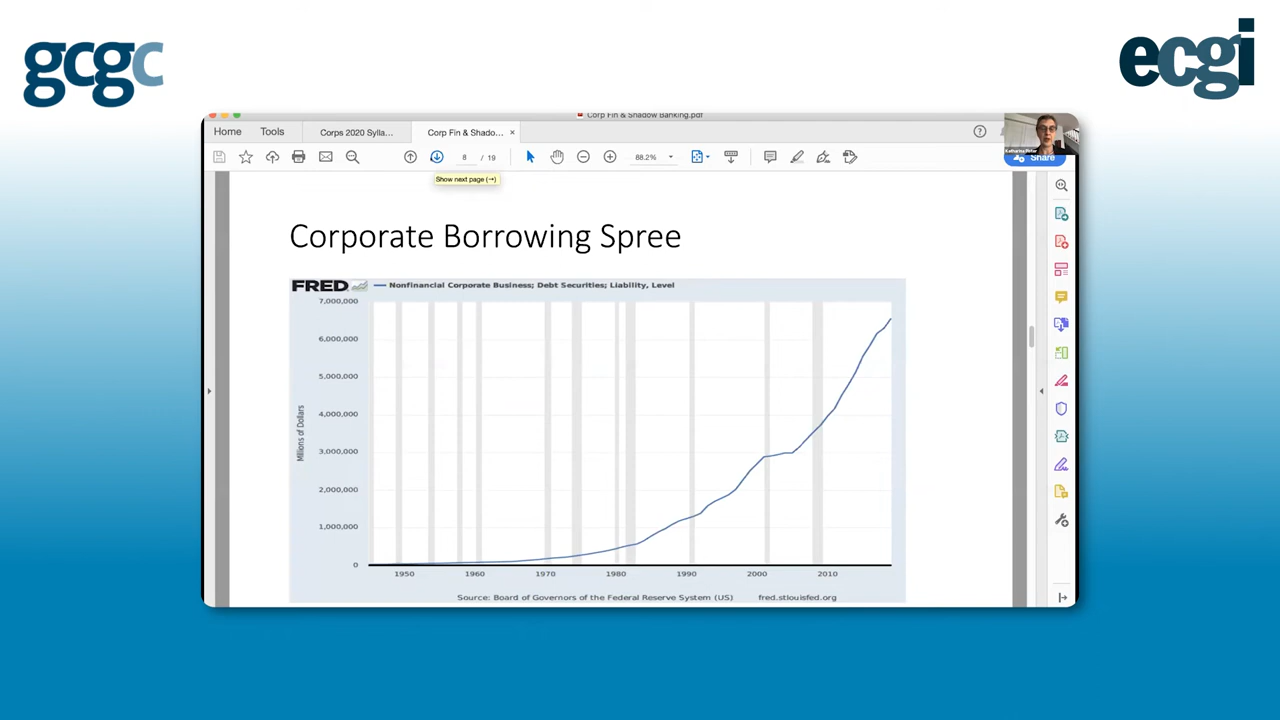 gcgc
ecgi
Corp Fin & Shadow Banking.pdf
Home Tools Corps 2020 Sylla... Corp Fin & Shado... ×
8 / 19 88.2% Share
Show next page (→)
Corporate Borrowing Spree
FRED Nonfinancial Corporate Business; Debt Securities; Liability, Level
7,000,000
6,000,000
5,000,000
4,000,000
3,000,000
2,000,000
1,000,000
0
Millions of Dollars
1950 1960 1970 1980 1990 2000 2010
Source: Board of Governors of the Federal Reserve System (US) fred.stlouisfed.org